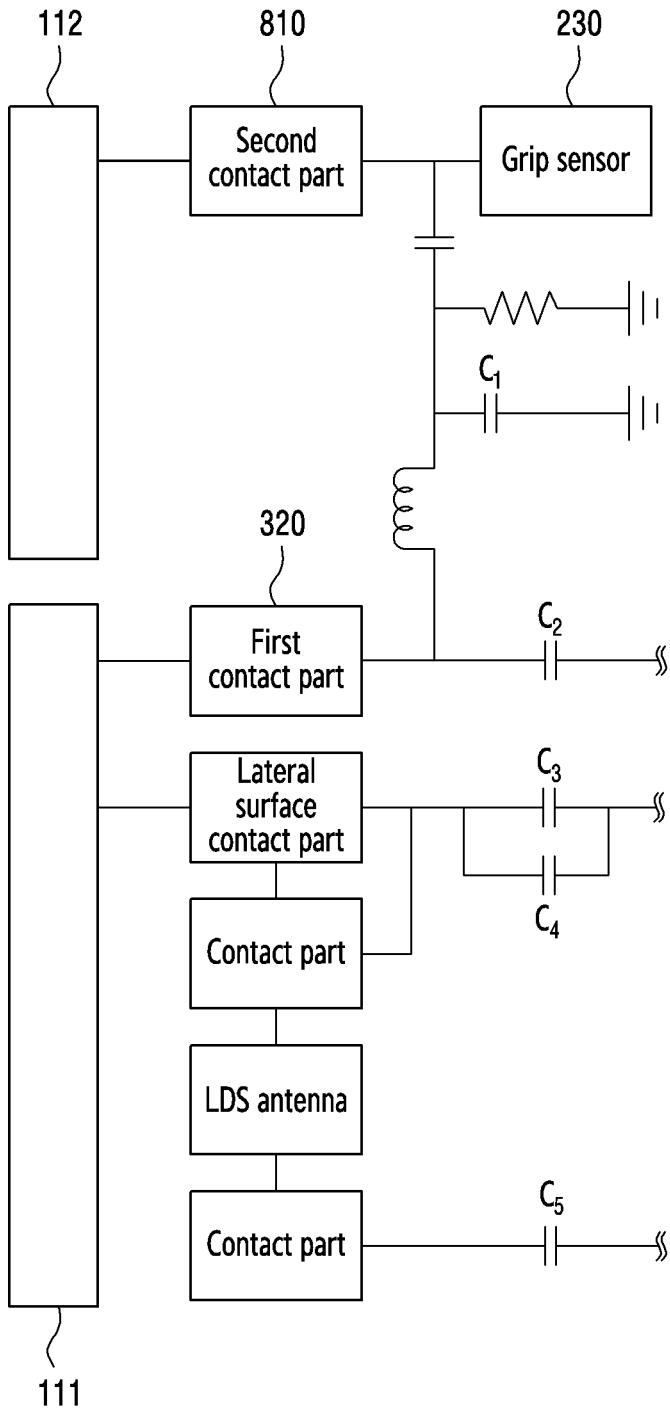 112
810
230
Second
contact part
Grip sensor
C1
320
First
contact part
C2
Lateral
surface
contact part
C3
C4
Contact part
LDS antenna
Contact part
C5
111